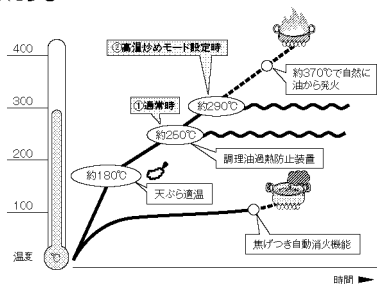 400
300
200
100
温度
℃
②高温炒めモード設定時
①通常時
約290℃
約250℃
約180℃
約370℃で自然に
油から発火
調理油過熱防止装置
天ぷら適温
焦げつき自動消火機能
時間